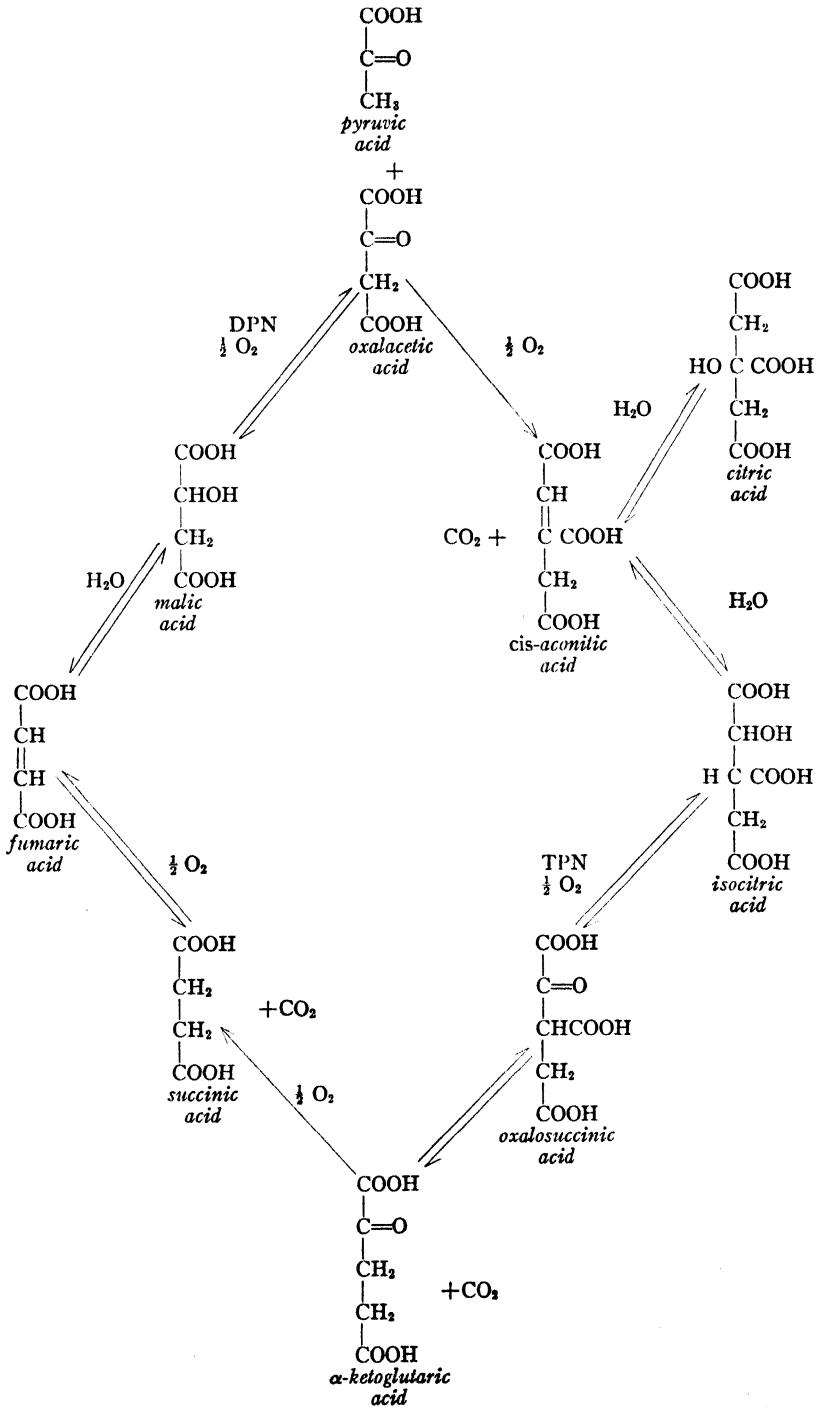 COOH
C=O
CH₃
pyruvic
acid
+
COOH
C=O
CH₂
COOH
oxalacetic
acid
DPN
½ O₂
½ O₂
COOH
CH₂
HO C COOH
CH₂
COOH
citric
acid
H₂O
COOH
CHOH
CH₂
COOH
malic
acid
COOH
CH
CO₂ + C COOH
CH₂
COOH
cis-aconitic
acid
H₂O
H₂O
COOH
CH
CH
COOH
fumaric
acid
COOH
CHOH
H C COOH
CH₂
COOH
isocitric
acid
½ O₂
TPN
½ O₂
COOH
CH₂
CH₂
COOH
succinic
acid
+CO₂
COOH
C=O
CHCOOH
CH₂
COOH
oxalosuccinic
acid
½ O₂
COOH
C=O
CH₂
CH₂
COOH
α-ketoglutaric
acid
+CO₂